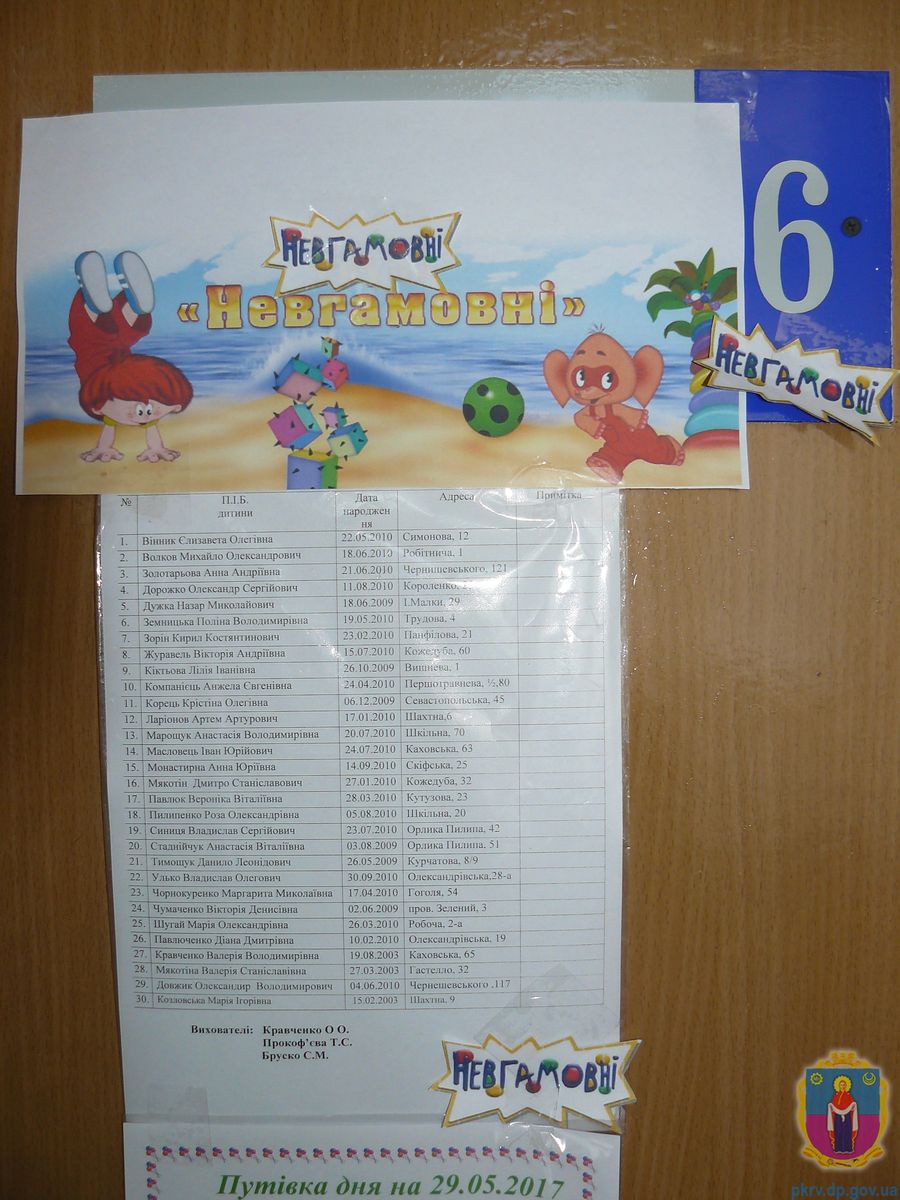 6
НЕВГАМОВНІ
«Невгамовні»
НЕВГАМОВНІ
№ П.І.Б. дитини Дата народжен ня Адреса Примітка
1. Вінник Єлизавета Олегівна 22.05.2010 Симонова, 12
2. Волков Михайло Олександрович 18.06.2010 Робітнича, 1
3. Золотарьова Анна Андріївна 21.06.2010 Чернишевського, 121
4. Дорожко Олександр Сергійович 11.08.2010 Короленко,
5. Дужка Назар Миколайович 18.06.2009 І.Малки, 29
6. Земницька Поліна Володимирівна 19.05.2010 Трудова, 4
7. Зорін Кирил Костянтинович 23.02.2010 Панфілова, 21
8. Журавель Вікторія Андріївна 15.07.2010 Кожедуба, 60
9. Кіктьова Лілія Іванівна 26.10.2009 Вишнева, 1
10. Компанієць Анжела Євгенівна 24.04.2010 Першотравнева, ½,80
11. Корець Крістіна Олегівна 06.12.2009 Севастопольська, 45
12. Ларіонов Артем Артурович 17.01.2010 Шахтна,6
13. Марощук Анастасія Володимирівна 20.07.2010 Шкільна, 70
14. Масловець Іван Юрійович 24.07.2010 Каховська, 63
15. Монастирна Анна Юріївна 14.09.2010 Скіфська, 25
16. Мякотін Дмитро Станіславович 27.01.2010 Кожедуба, 32
17. Павлюк Вероніка Віталіївна 28.03.2010 Кутузова, 23
18. Пилипенко Роза Олександрівна 05.08.2010 Шкільна, 20
19. Синиця Владислав Сергійович 23.07.2010 Орлика Пилипа, 42
20. Стаднійчук Анастасія Віталіївна 03.08.2009 Орлика Пилипа, 51
21. Тимощук Данило Леонідович 26.05.2009 Курчатова, 8/9
22. Улько Владислав Олегович 30.09.2010 Олександрівська,28-а
23. Чорнокуренко Маргарита Миколаївна 17.04.2010 Гоголя, 54
24. Чумаченко Вікторія Денисівна 02.06.2009 пров. Зелений, 3
25. Шугай Марія Олександрівна 26.03.2010 Робоча, 2-а
26. Павлюченко Діана Дмитрівна 10.02.2010 Олександрівська, 19
27. Кравченко Валерія Володимирівна 19.08.2003 Каховська, 65
28. Мякотіна Валерія Станіславівна 27.03.2003 Гастелло, 32
29. Довжик Олександир Володимирович 04.06.2010 Чернешевського ,117
30. Козловська Марія Ігорівна 15.02.2003 Шахтна, 9
Вихователі: Кравченко О О.
Прокоф'єва Т.С.
Бруско С.М.
НЕВГАМОВНІ
Путівка дня на 29.05.2017
pkrv.dp.gov.ua